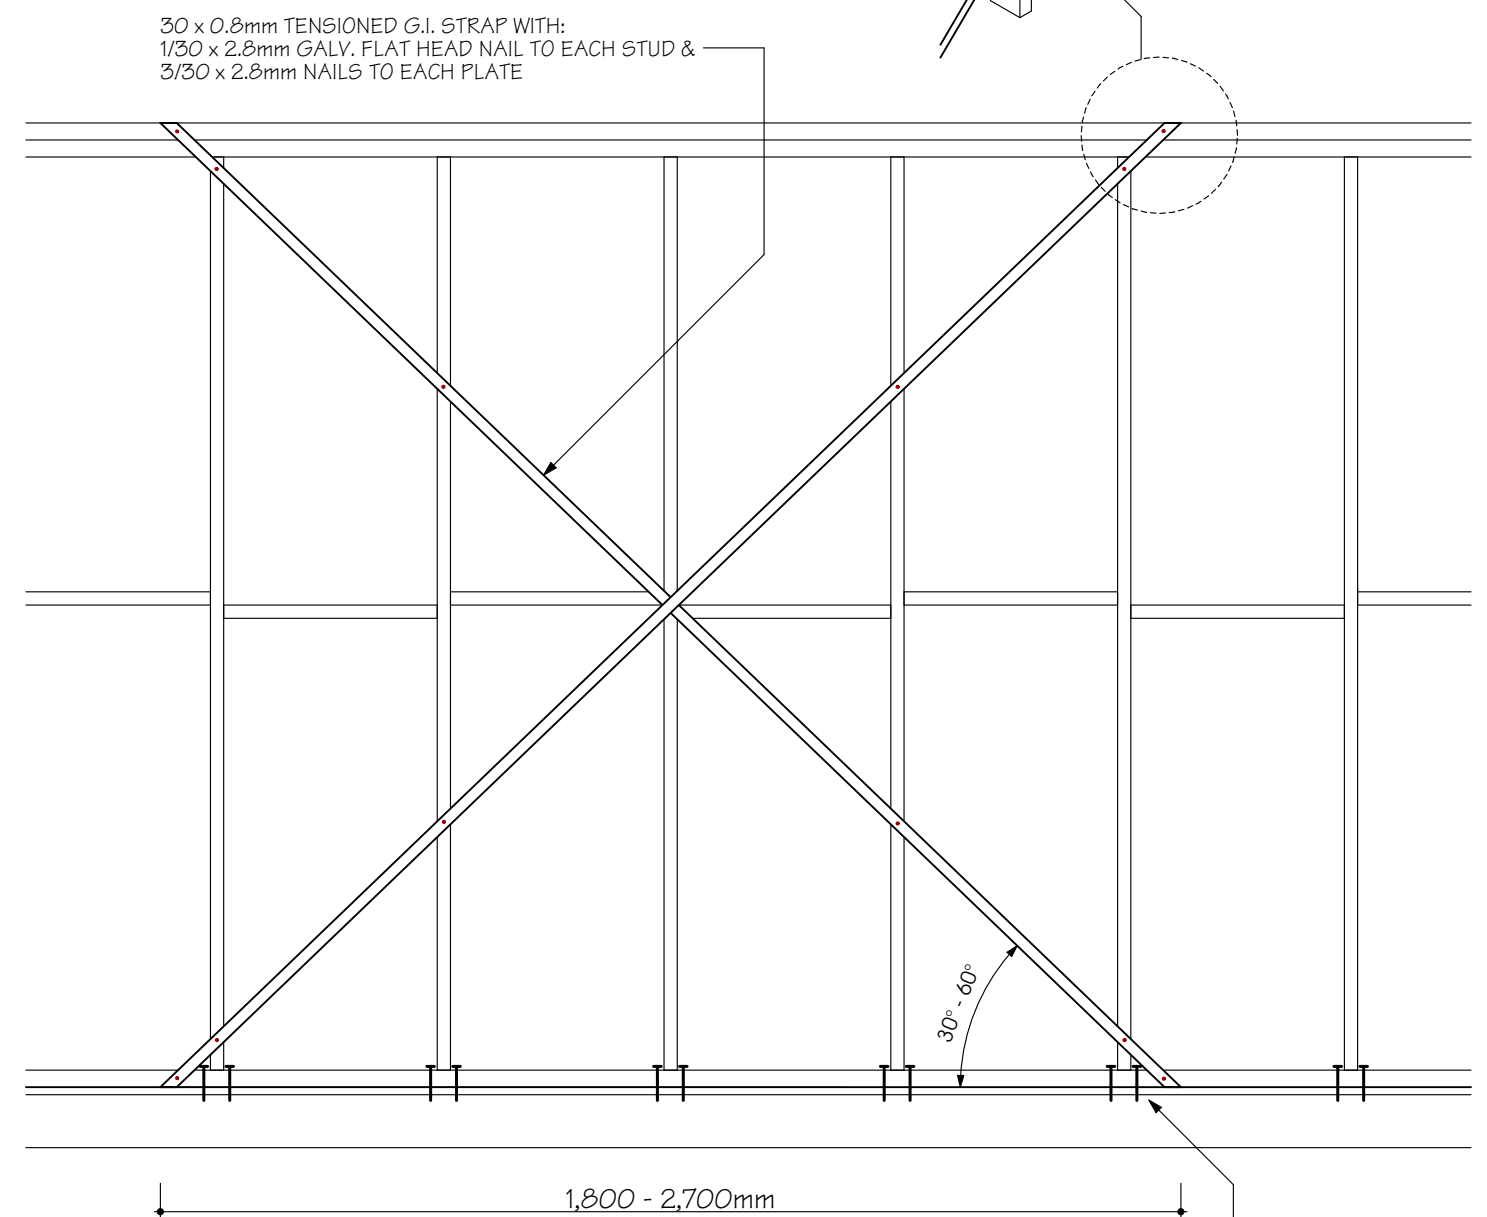 30 x 0.8mm TENSIONED G.I. STRAP WITH:
1/30 x 2.8mm GALV. FLAT HEAD NAIL TO EACH STUD &
3/30 x 2.8mm NAILS TO EACH PLATE
30° - 60°
1,800 - 2,700mm